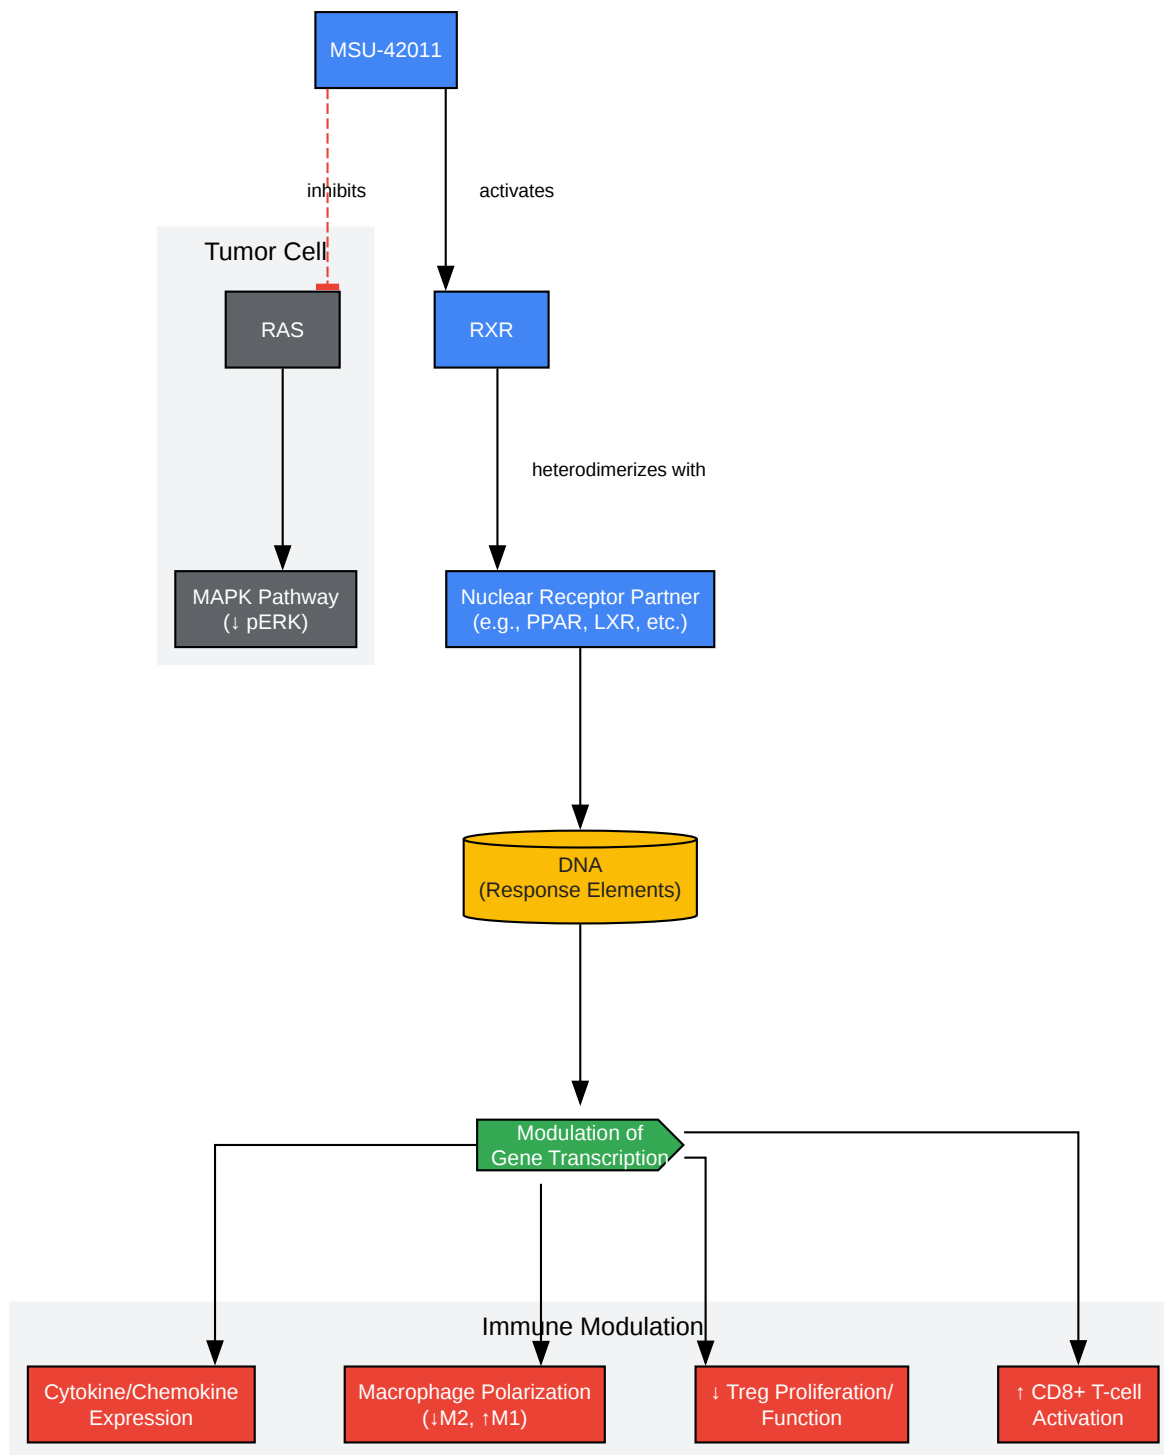 MSU-42011
inhibits
activates
Tumor Cell
RAS
RXR
heterodimerizes with
MAPK Pathway
(↓ pERK)
Nuclear Receptor Partner
(e.g., PPAR, LXR, etc.)
DNA
(Response Elements)
Modulation of
Gene Transcription
Immune Modulation
Cytokine/Chemokine
Expression
Macrophage Polarization
(↓M2, ↑M1)
↓ Treg Proliferation/
Function
↑ CD8+ T-cell
Activation